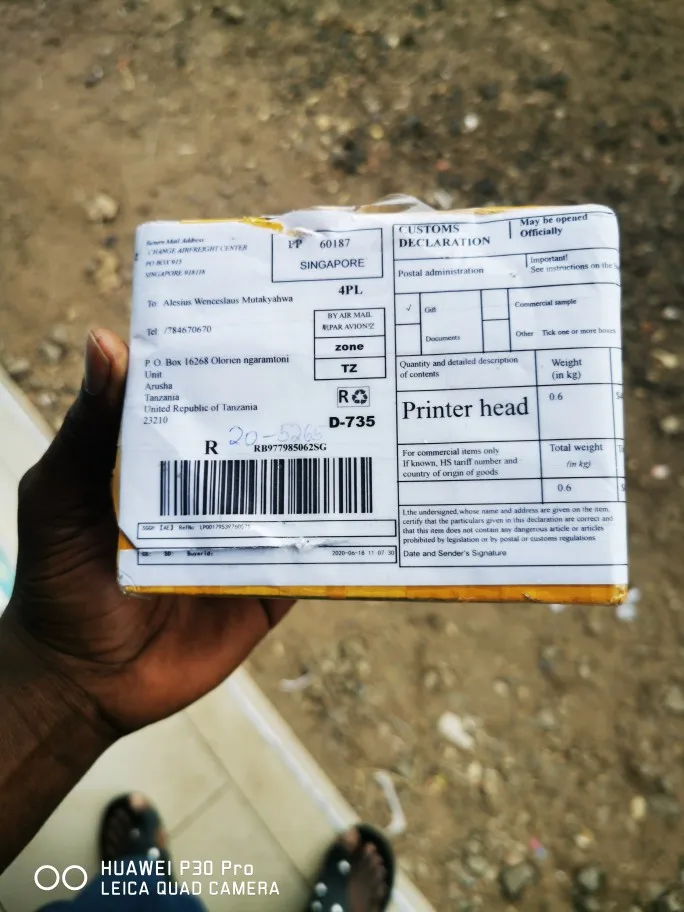 Return Mail Address
CHANGE AIRFREIGHT CENTER
PO BOX 915
SINGAPORE 918116
PP 60187
SINGAPORE
4PL
To: Alesius Wenceslaus Mutakyahwa
BY AIR MAIL
PAR AVION
Tel: /784670670
zone
P. O. Box 16268 Olorien ngaramtoni
TZ
Unit
Arusha
Tanzania
R
United Republic of Tanzania
23210
D-735
R
RB977985062SG
2020-06-18 11 07 30
CUSTOMS
DECLARATION
May be opened
Officially
Postal administration
Important!
See instructions on the
√ Gift
Commercial sample
Documents
Other Tick one or more boxes
Quantity and detailed description
of contents
Weight
(in kg)
Printer head
0.6
For commercial items only
If known, HS tariff number and
country of origin of goods
Total weight
(in kg)
0.6
I,the undersigned,whose name and address are given on the item,
certify that the particulars given in this declaration are correct and
that this item does not contain any dangerous article or articles
prohibited by legislation or by postal or customs regulations
Date and Sender's Signature
HUAWEI P30 Pro
LEICA QUAD CAMERA